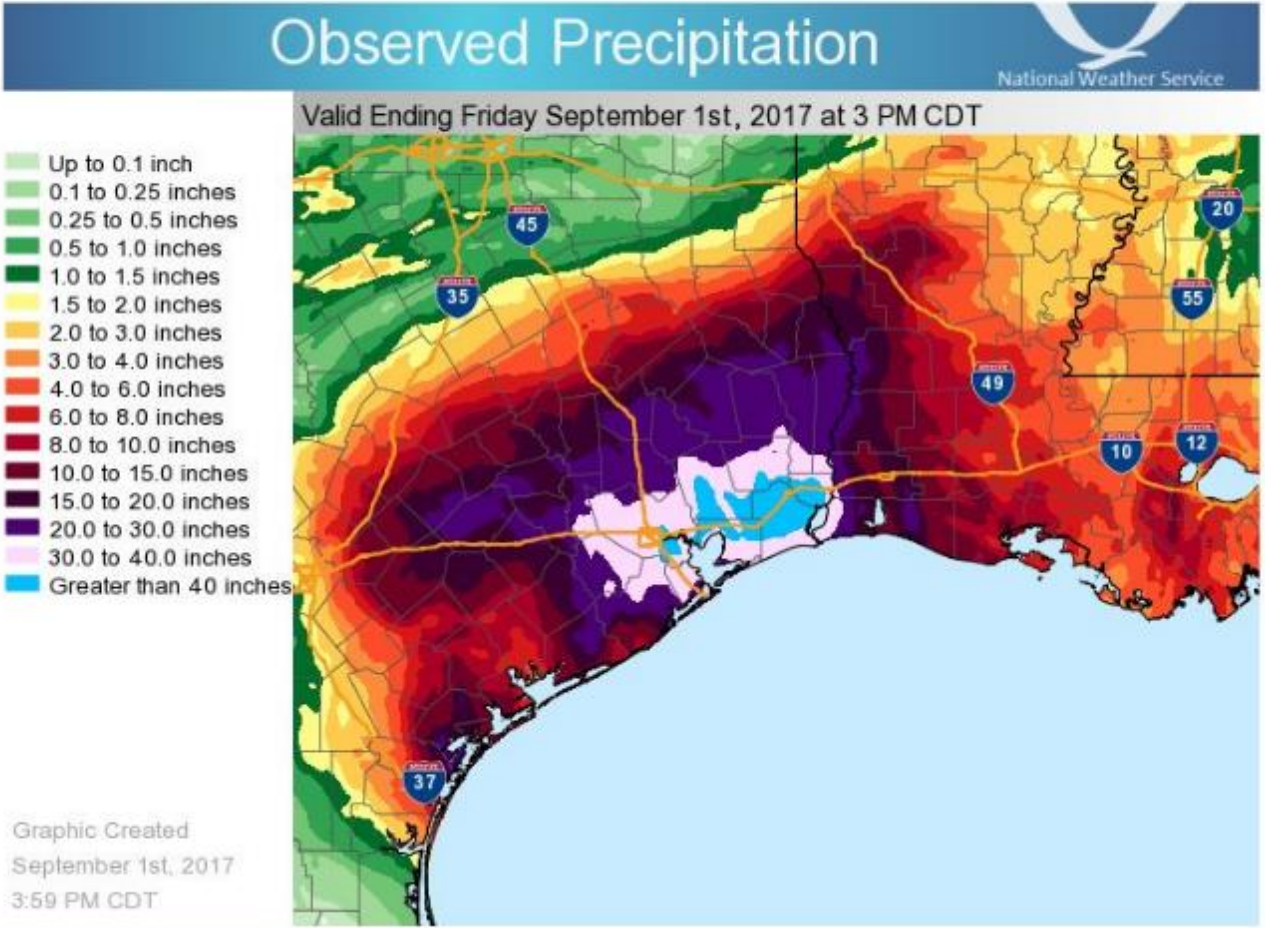 Observed Precipitation
National Weather Service
Valid Ending Friday September 1st, 2017 at 3 PM CDT
Up to 0.1 inch
0.1 to 0.25 inches
0.25 to 0.5 inches
0.5 to 1.0 inches
1.0 to 1.5 inches
1.5 to 2.0 inches
2.0 to 3.0 inches
3.0 to 4.0 inches
4.0 to 6.0 inches
6.0 to 8.0 inches
8.0 to 10.0 inches
10.0 to 15.0 inches
15.0 to 20.0 inches
20.0 to 30.0 inches
30.0 to 40.0 inches
Greater than 40 inches
45
20
35
55
49
10
12
37
Graphic Created
September 1st, 2017
3:59 PM CDT